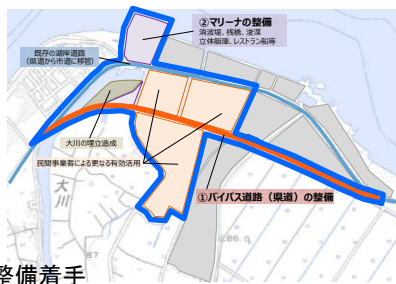 ②マリーナの整備
消波堤、桟橋、浚渫
立体艇庫、レストラン船等
既存の湖岸道路
(県道から市道に移管)
大川の埋立造成
民間事業者による更なる有効活用
①バイパス道路(県道)の整備
大川
整備着手